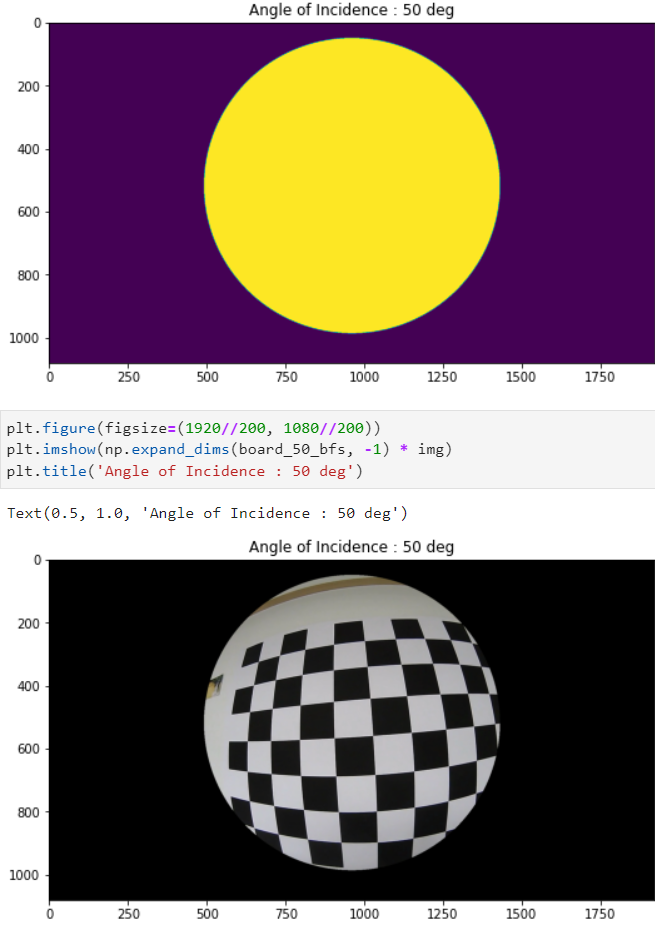 Angle of Incidence : 50 deg
0
200
400
600
800
1000
0 250 500 750 1000 1250 1500 1750
plt.figure(figsize=(1920//200, 1080//200))
plt.imshow(np.expand_dims(board_50_bfs, -1) * img)
plt.title('Angle of Incidence : 50 deg')
Text(0.5, 1.0, 'Angle of Incidence : 50 deg')
Angle of Incidence : 50 deg
0
200
400
600
800
1000
0 250 500 750 1000 1250 1500 1750